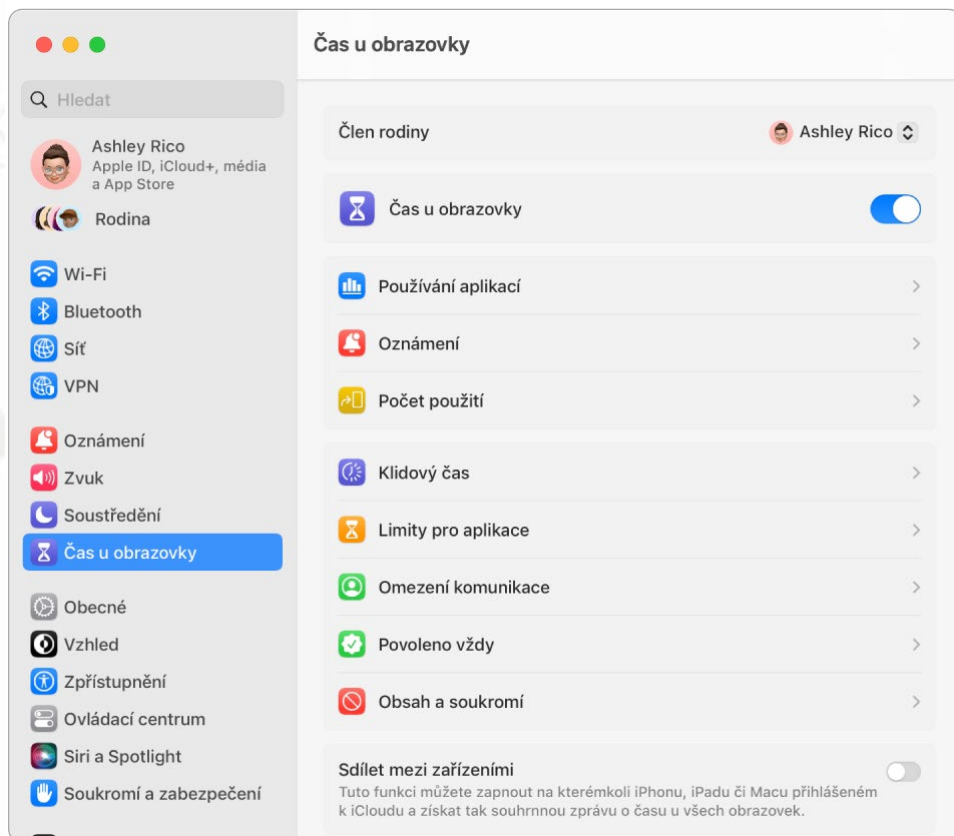 Čas u obrazovky
Hledat
Ashley Rico
Apple ID, iCloud+, média
a App Store
Rodina
Wi-Fi
Bluetooth
Síť
VPN
Oznámení
Zvuk
Soustředění
Čas u obrazovky
Obecné
Vzhled
Zpřístupnění
Ovládací centrum
Siri a Spotlight
Soukromí a zabezpečení
Člen rodiny
Ashley Rico
Čas u obrazovky
Používání aplikací
Oznámení
Počet použití
Klidový čas
Limity pro aplikace
Omezení komunikace
Povoleno vždy
Obsah a soukromí
Sdílet mezi zařízeními
Tuto funkci můžete zapnout na kterémkoli iPhonu, iPadu či Macu přihlášeném
k iCloudu a získat tak souhrnnou zprávu o času u všech obrazovek.